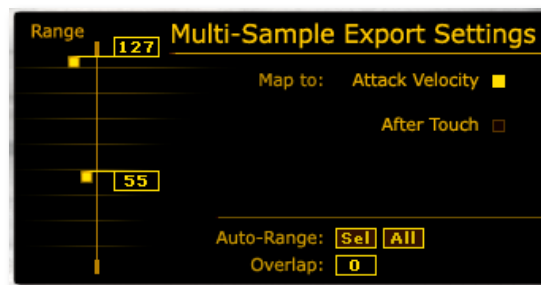 Range
127
Multi-Sample Export Settings
Map to: Attack Velocity
After Touch
55
Auto-Range: Sel All
Overlap: 0